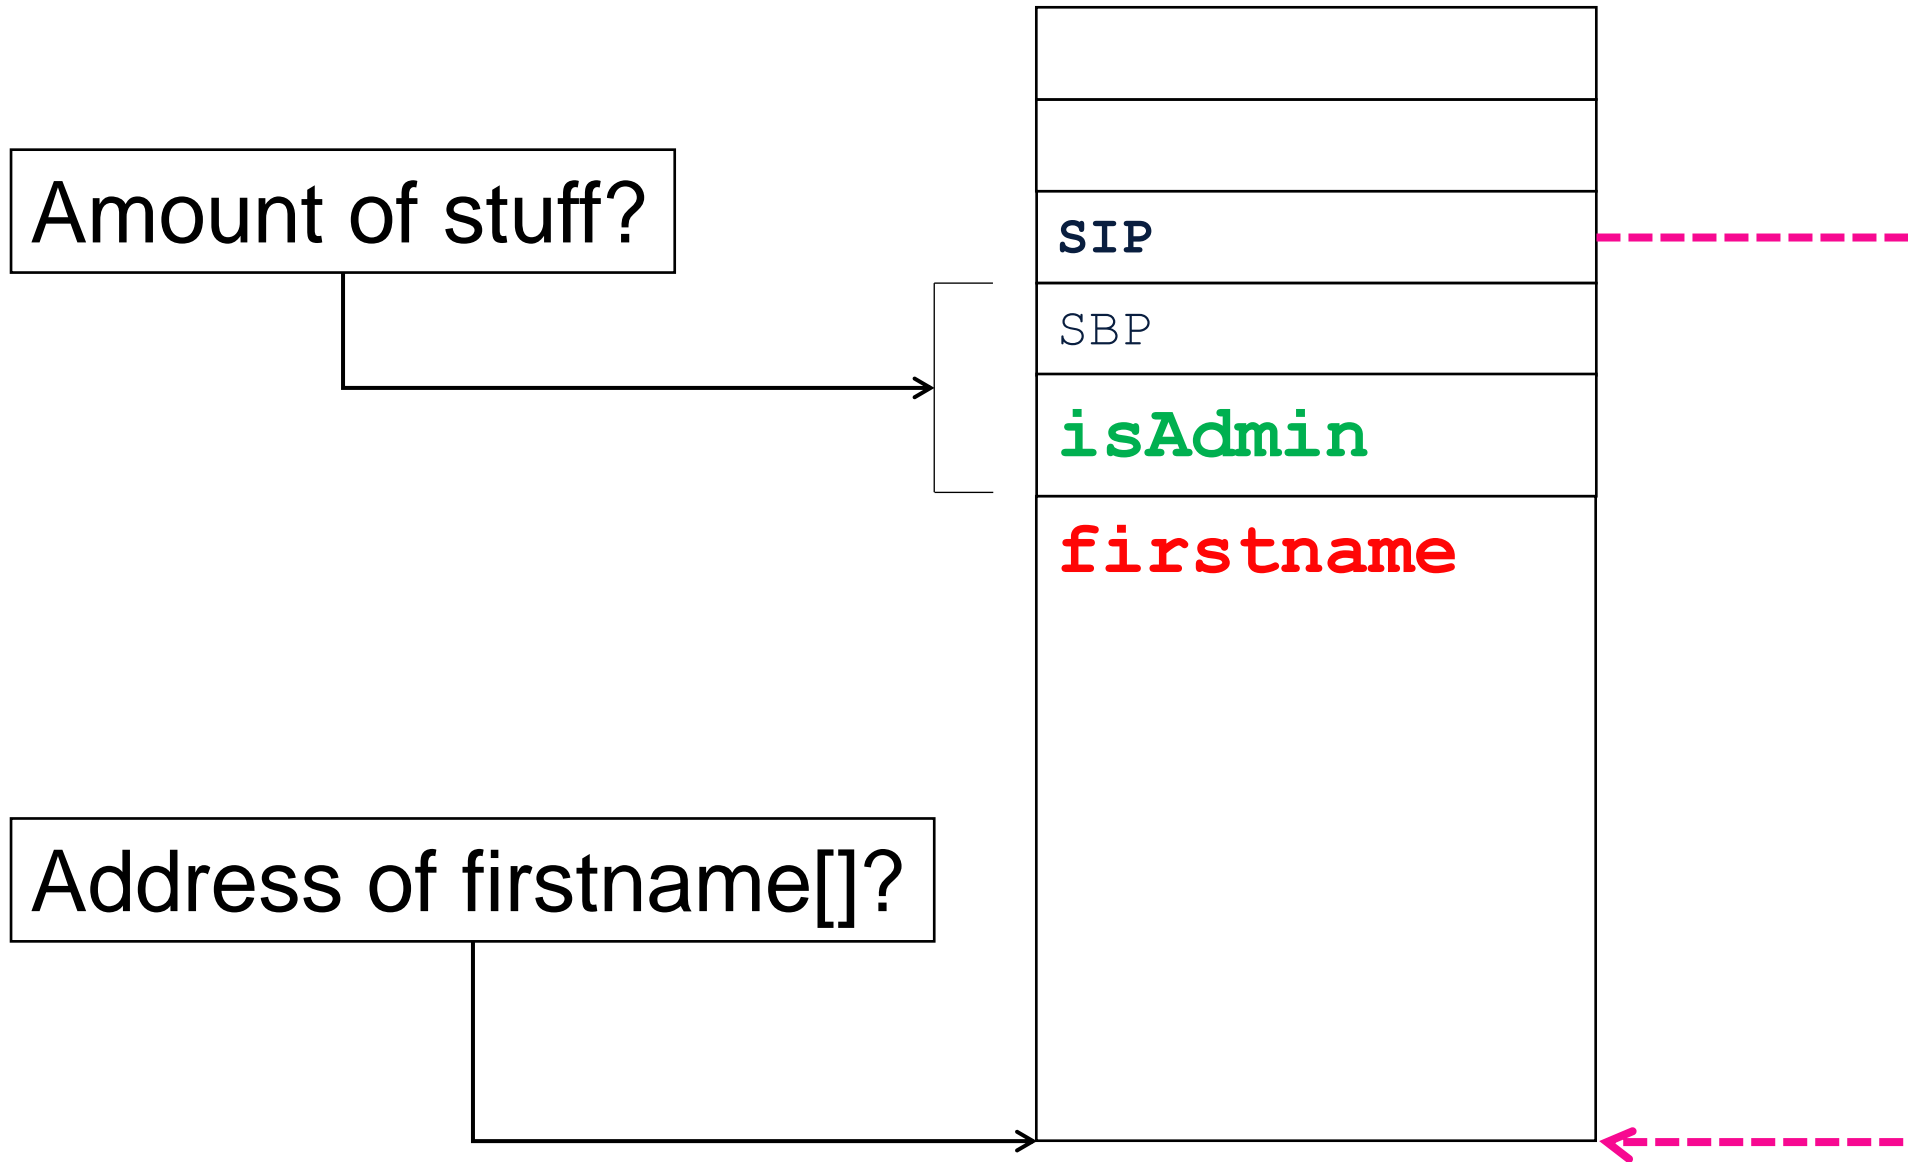 Amount of stuff?
SIP
SBP
isAdmin
firstname
Address of firstname[]?